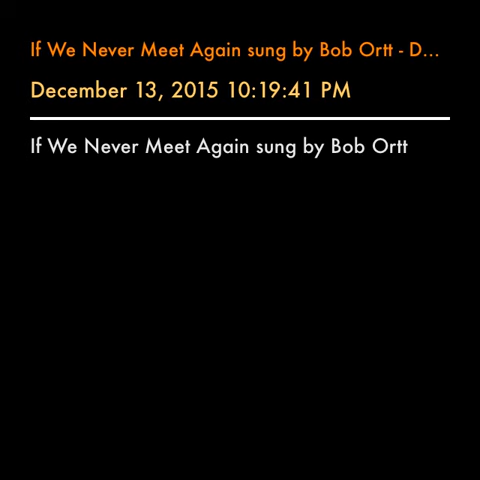 If We Never Meet Again sung by Bob Ortt - D...
December 13, 2015 10:19:41 PM
If We Never Meet Again sung by Bob Ortt